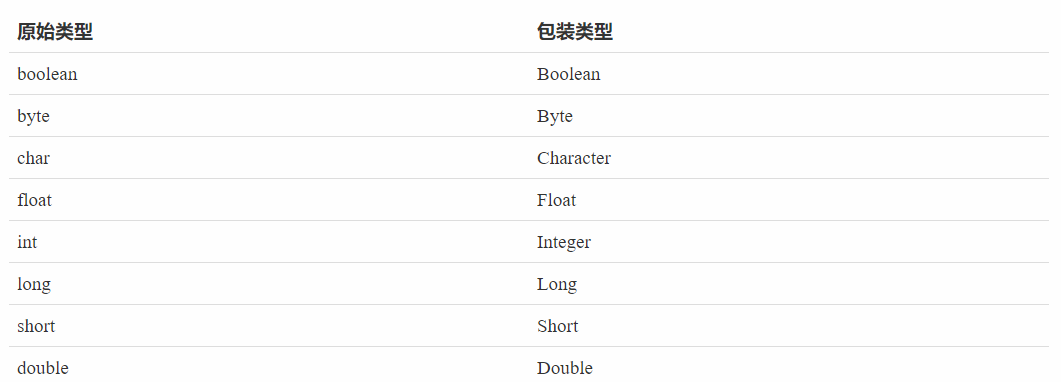 原始类型 包装类型
boolean Boolean
byte Byte
char Character
float Float
int Integer
long Long
short Short
double Double